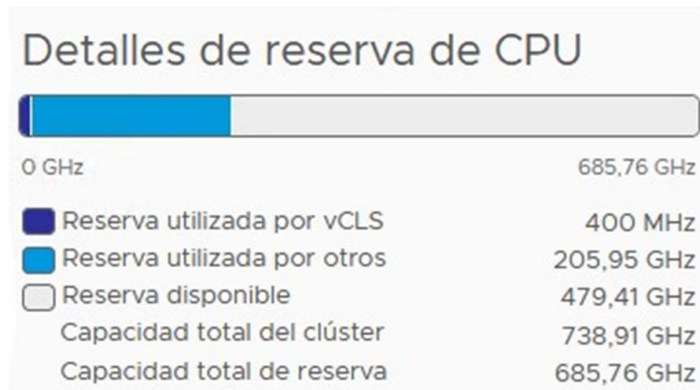 Detalles de reserva de CPU
0 GHz 685,76 GHz
Reserva utilizada por vCLS 400 MHz
Reserva utilizada por otros 205,95 GHz
Reserva disponible 479,41 GHz
Capacidad total del clúster 738,91 GHz
Capacidad total de reserva 685,76 GHz